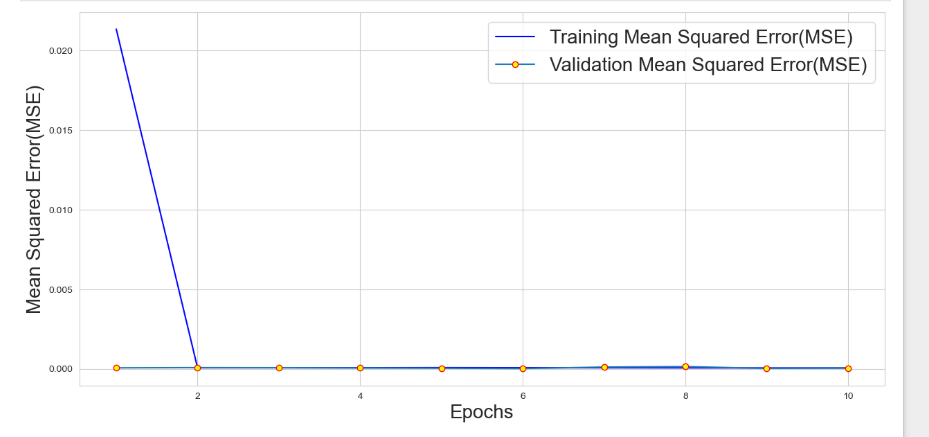 Training Mean Squared Error(MSE)
Validation Mean Squared Error(MSE)
Mean Squared Error(MSE)
0.020
0.015
0.010
0.005
0.000
2 4 6 8 10
Epochs